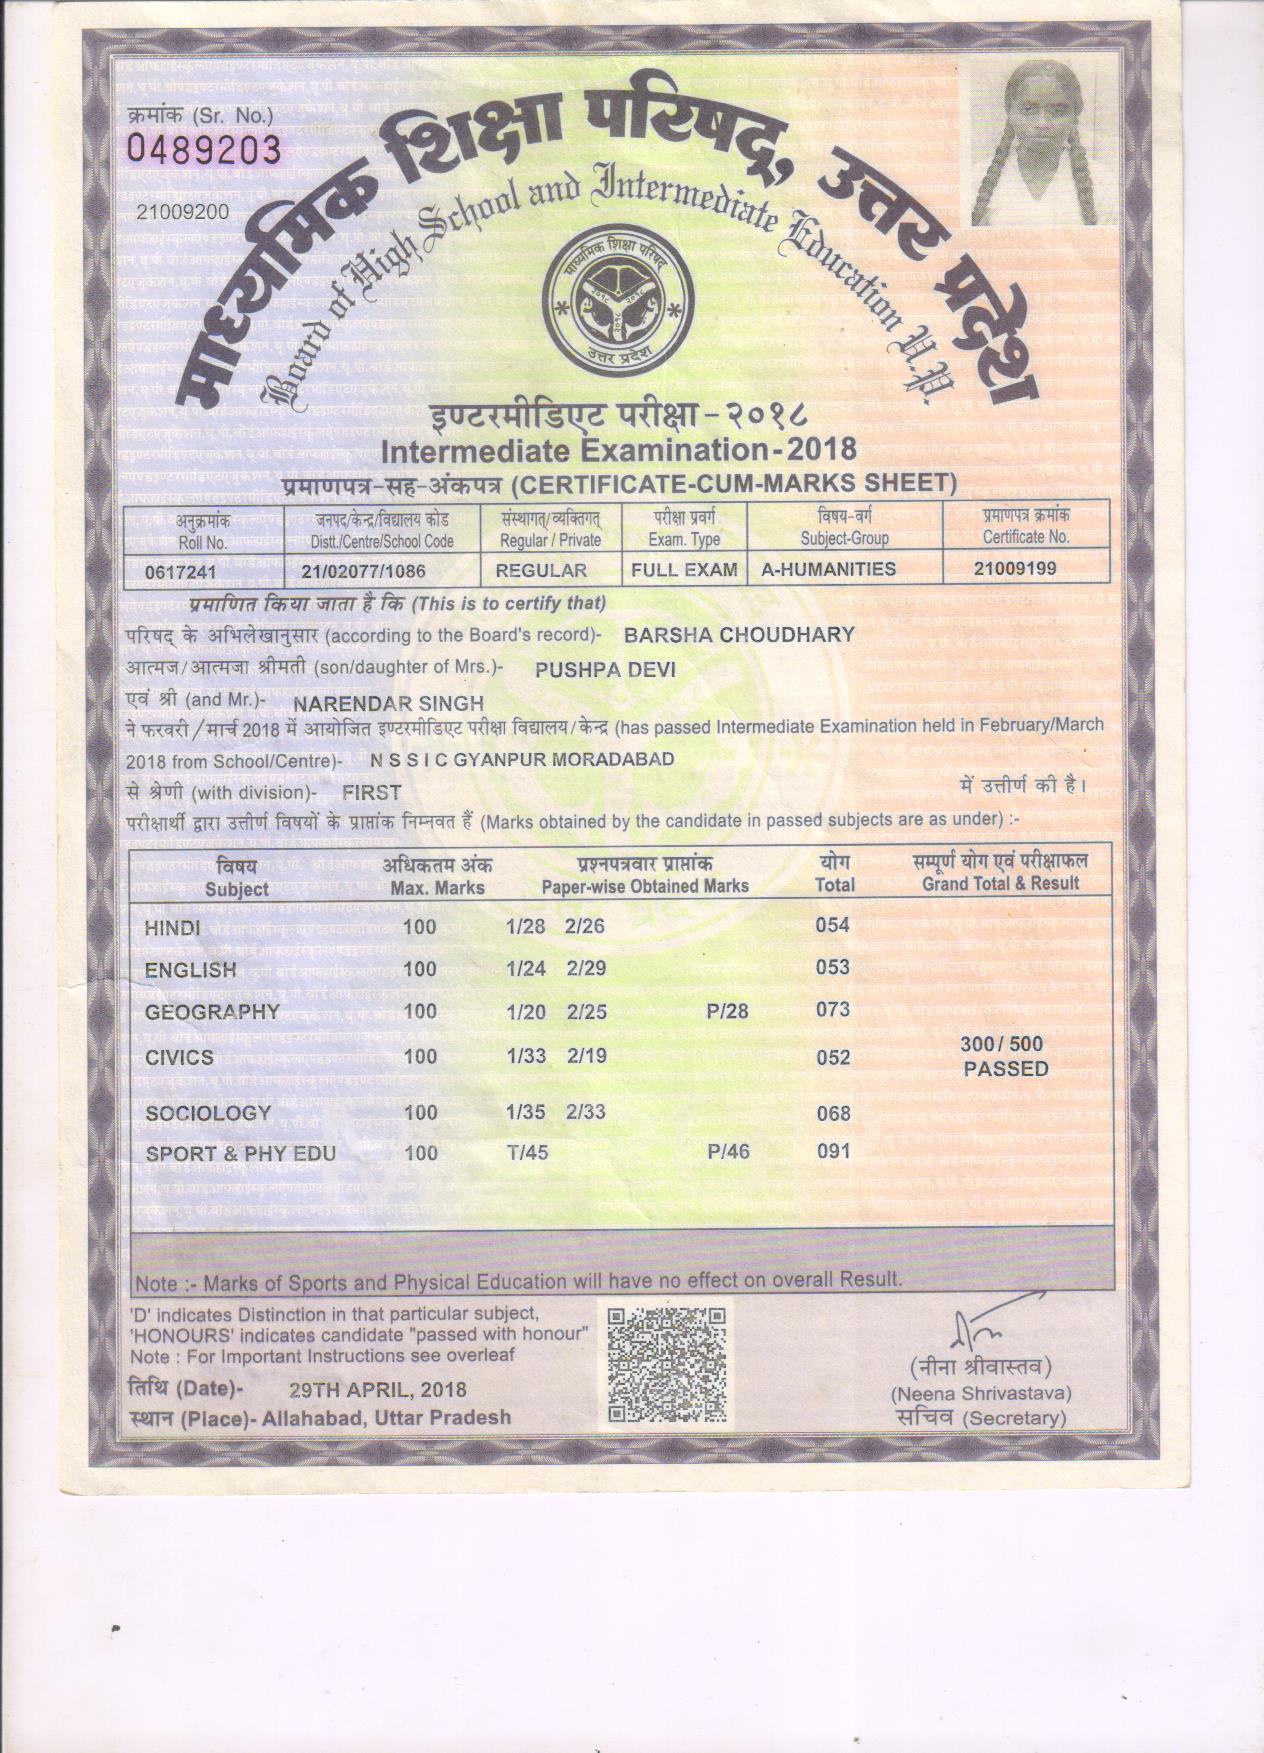 क्रमांक (Sr. No.)
0489203
21009200
माध्यमिक शिक्षा परिषद्, उत्तर प्रदेश
Board of High School and Intermediate Education U.P.
माध्यमिक शिक्षा परिषद्
२०१८ २०१८
२०१८
उत्तर प्रदेश
इण्टरमीडिएट परीक्षा - २०१८
Intermediate Examination - 2018
प्रमाणपत्र-सह-अंकपत्र (CERTIFICATE-CUM-MARKS SHEET)
अनुक्रमांक जनपद/केन्द्र/विद्यालय कोड संस्थागत्/व्यक्तिगत् परीक्षा प्रवर्ग विषय-वर्ग प्रमाणपत्र क्रमांक
Roll No. Distt./Centre/School Code Regular / Private Exam. Type Subject-Group Certificate No.
0617241 21/02077/1086 REGULAR FULL EXAM A-HUMANITIES 21009199
प्रमाणित किया जाता है कि (This is to certify that)
परिषद् के अभिलेखानुसार (according to the Board's record)- BARSHA CHOUDHARY
आत्मज/आत्मजा श्रीमती (son/daughter of Mrs.)- PUSHPA DEVI
एवं श्री (and Mr.)- NARENDAR SINGH
ने फरवरी/मार्च 2018 में आयोजित इण्टरमीडिएट परीक्षा विद्यालय/केन्द्र (has passed Intermediate Examination held in February/March
2018 from School/Centre)- N S S I C GYANPUR MORADABAD
से श्रेणी (with division)- FIRST में उत्तीर्ण की है।
परीक्षार्थी द्वारा उत्तीर्ण विषयों के प्राप्तांक निम्नवत हैं (Marks obtained by the candidate in passed subjects are as under) :-
विषय अधिकतम अंक प्रश्नपत्रवार प्राप्तांक योग सम्पूर्ण योग एवं परीक्षाफल
Subject Max. Marks Paper-wise Obtained Marks Total Grand Total & Result
HINDI 100 1/28 2/26 054
ENGLISH 100 1/24 2/29 053
GEOGRAPHY 100 1/20 2/25 P/28 073
CIVICS 100 1/33 2/19 052 300/ 500
PASSED
SOCIOLOGY 100 1/35 2/33 068
SPORT & PHY EDU 100 T/45 P/46 091
Note :- Marks of Sports and Physical Education will have no effect on overall Result.
'D' indicates Distinction in that particular subject,
'HONOURS' indicates candidate "passed with honour"
Note : For Important Instructions see overleaf
तिथि (Date)- 29TH APRIL, 2018
स्थान (Place)- Allahabad, Uttar Pradesh
(नीना श्रीवास्तव)
(Neena Shrivastava)
सचिव (Secretary)